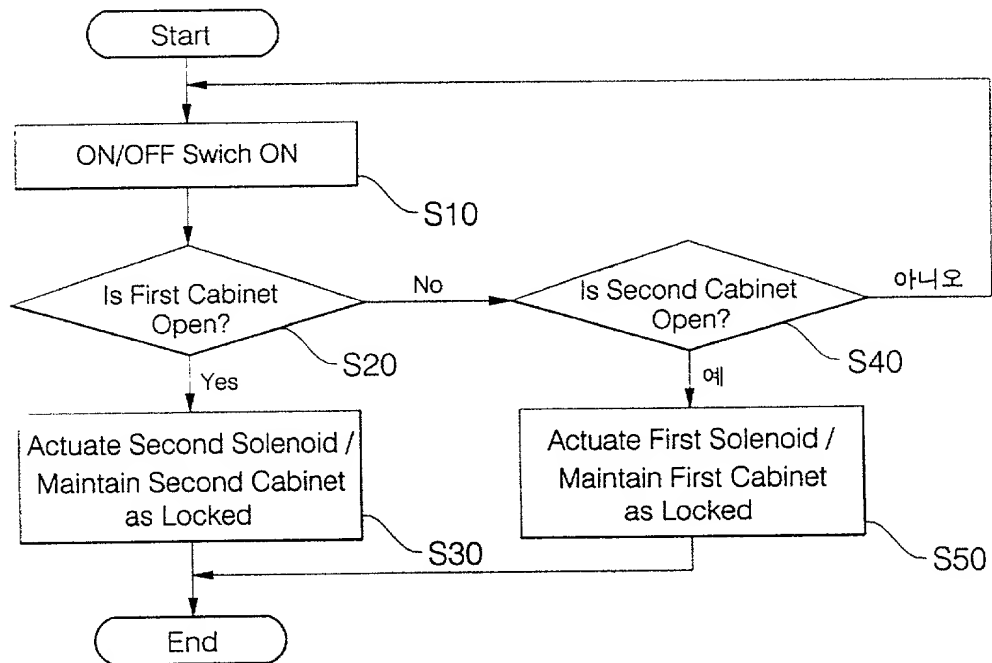 Start
ON/OFF Swich ON
S10
Is First Cabinet
Open?
S20
No
Is Second Cabinet
Open?
S40
아니오
Yes
예
Actuate Second Solenoid /
Maintain Second Cabinet
as Locked
S30
Actuate First Solenoid /
Maintain First Cabinet
as Locked
S50
End